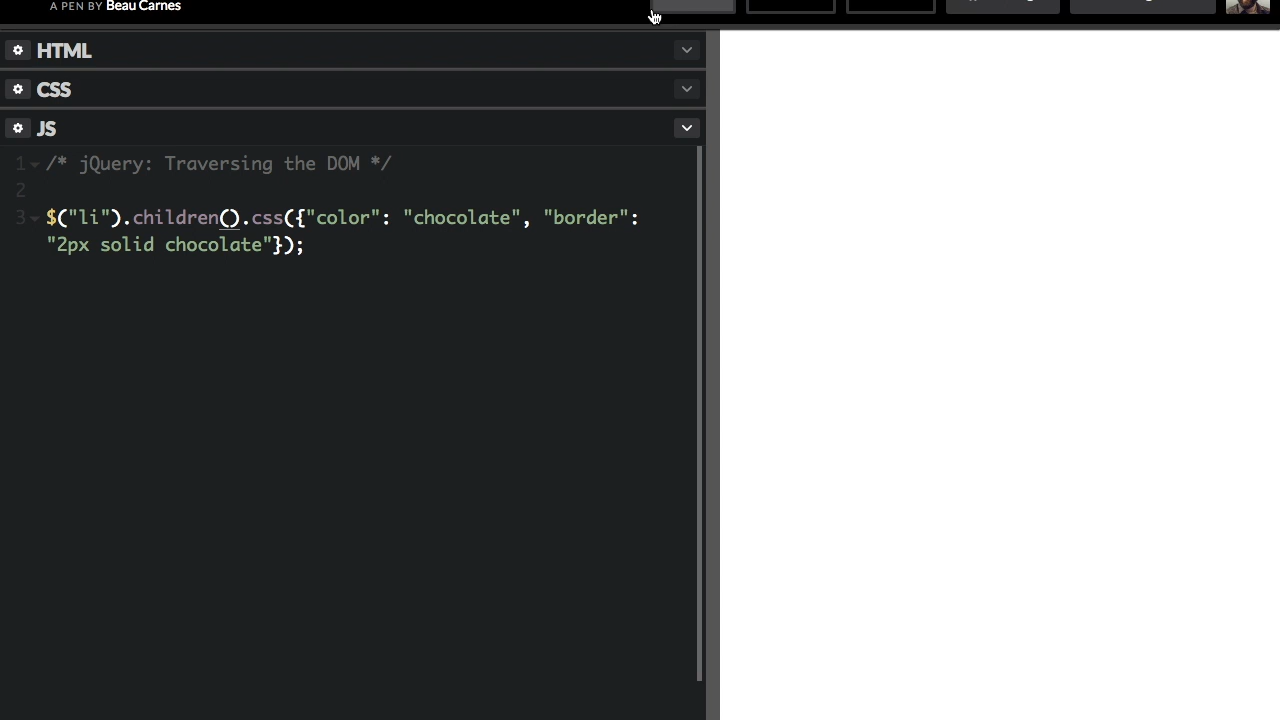 A PEN BY Beau Carnes
HTML
CSS
JS
1 /* jQuery: Traversing the DOM */
2
3 $("li").children().css({"color": "chocolate", "border":
"2px solid chocolate"});